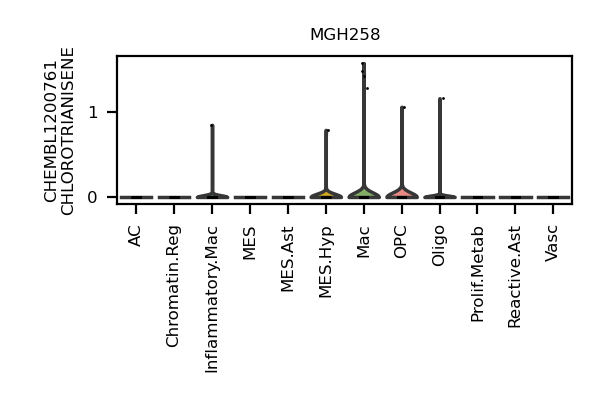 MGH258
CHEMBL1200761
CHLOROTRIANISENE
1
0
AC
Chromatin.Reg
Inflammatory.Mac
MES
MES.Ast
MES.Hyp
Mac
OPC
Oligo
Prolif.Metab
Reactive.Ast
Vasc